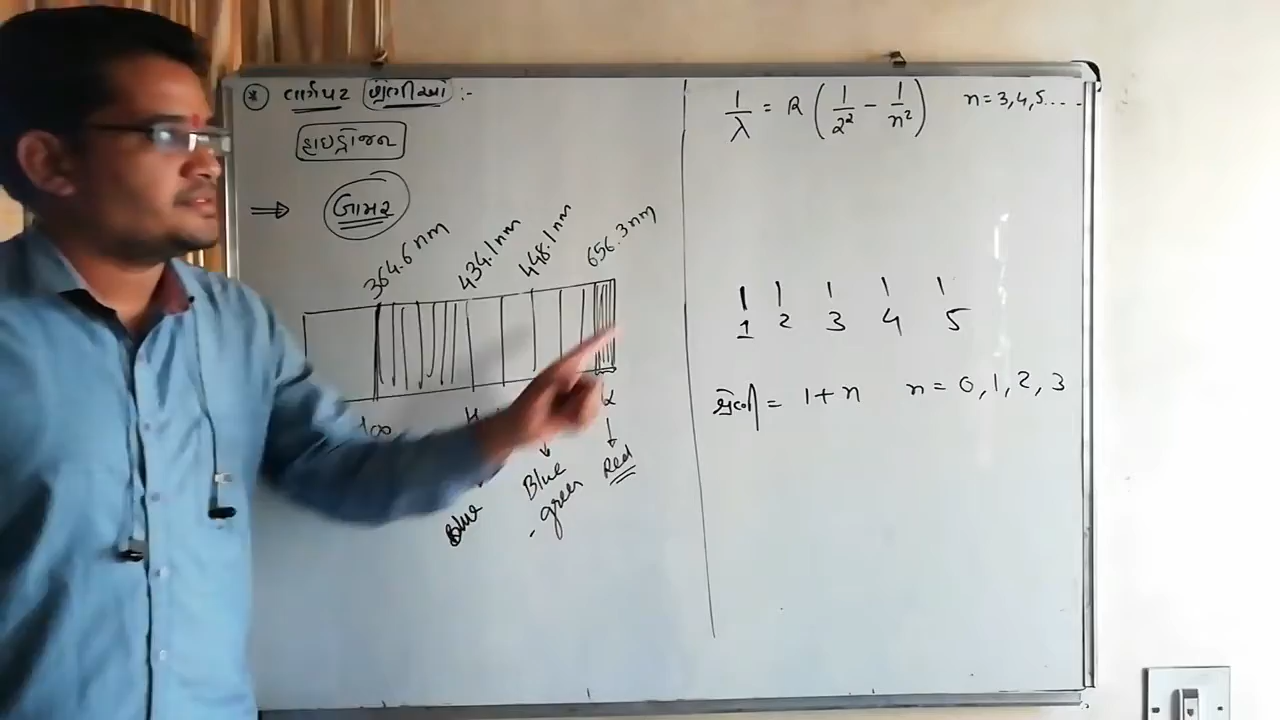 * વર્ણપટ શ્રેણીઓ :-
હાઇડ્રોજન
⇒ બામર
364.6 nm 434.1 nm 448.1 nm 656.3 nm
∞ α
Blue Blue - green Red
1/λ = R (1/2² - 1/n²) n = 3, 4, 5 . . . .
1 1 1 1 1
1 2 3 4 5
શ્રેણી = 1 + n n = 0, 1, 2, 3